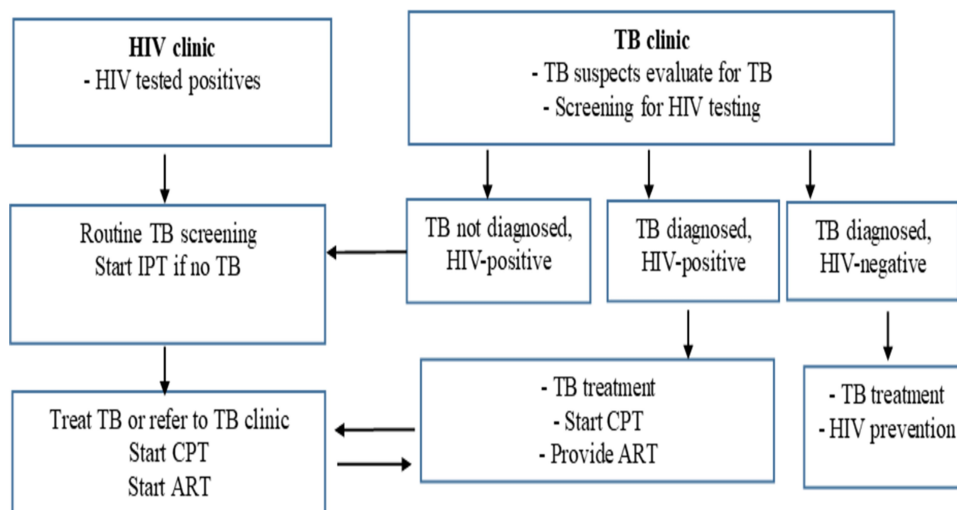 HIV clinic
- HIV tested positives
TB clinic
- TB suspects evaluate for TB
- Screening for HIV testing
Routine TB screening
Start IPT if no TB
TB not diagnosed,
HIV-positive
TB diagnosed,
HIV-positive
TB diagnosed,
HIV-negative
Treat TB or refer to TB clinic
Start CPT
Start ART
- TB treatment
- Start CPT
- Provide ART
- TB treatment
- HIV prevention